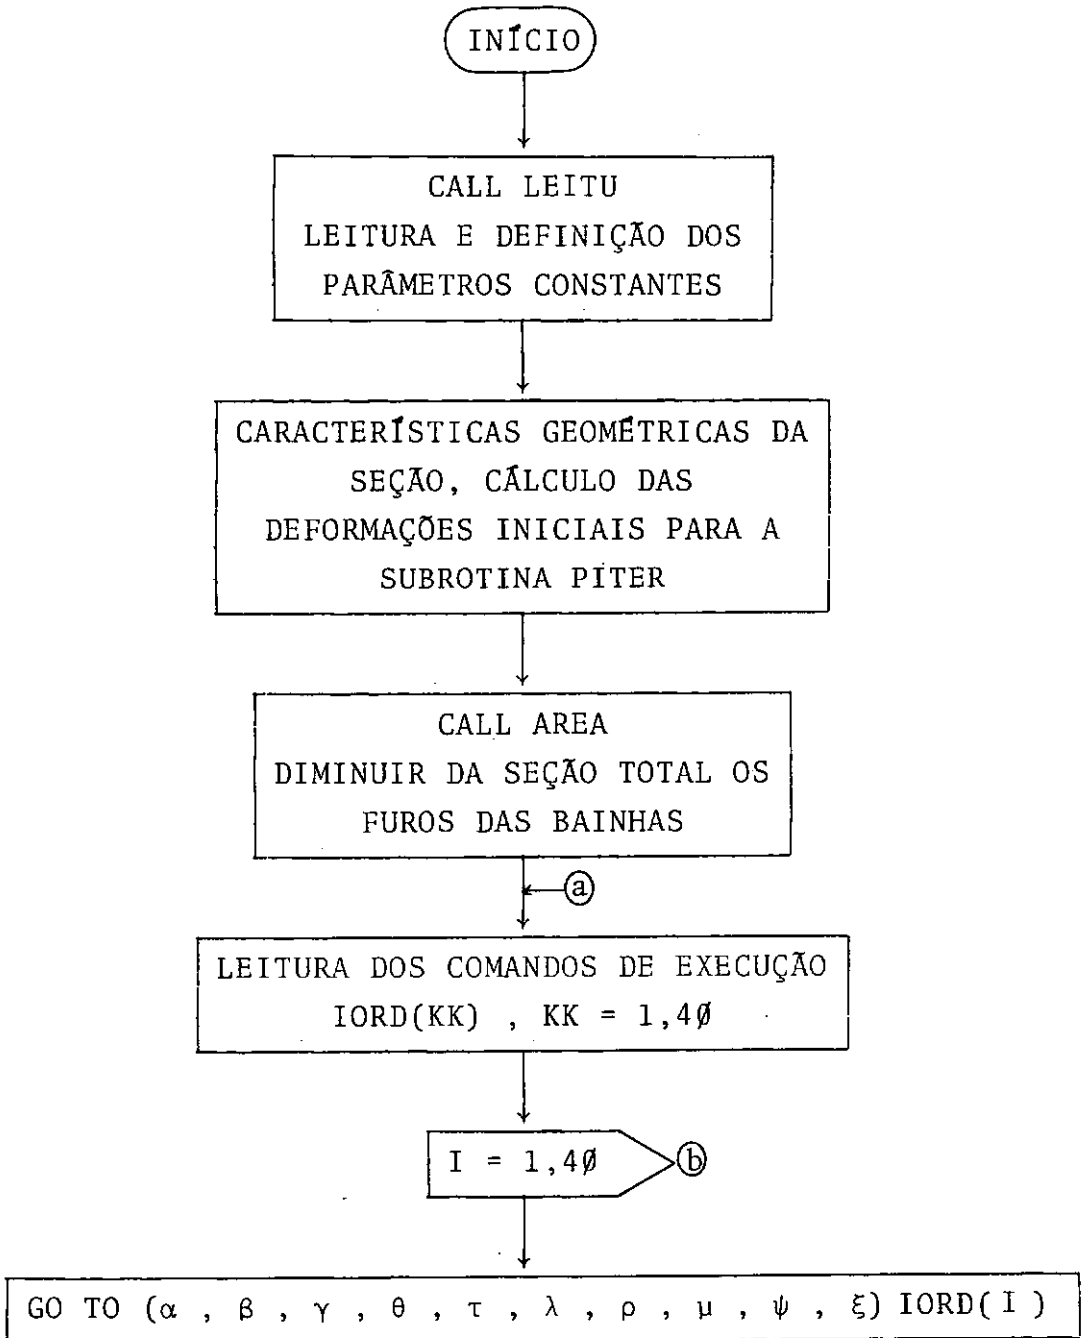 INÍCIO
CALL LEITU
LEITURA E DEFINIÇÃO DOS
PARÂMETROS CONSTANTES
CARACTERÍSTICAS GEOMÉTRICAS DA
SEÇÃO, CÁLCULO DAS
DEFORMAÇÕES INICIAIS PARA A
SUBROTINA PITER
CALL AREA
DIMINUIR DA SEÇÃO TOTAL OS
FUROS DAS BAINHAS
a
LEITURA DOS COMANDOS DE EXECUÇÃO
IORD(KK) , KK = 1,4Ø
I = 1,4Ø
b
GO TO (α , β , γ , θ , τ , λ , ρ , μ , ψ , ξ) IORD(I)